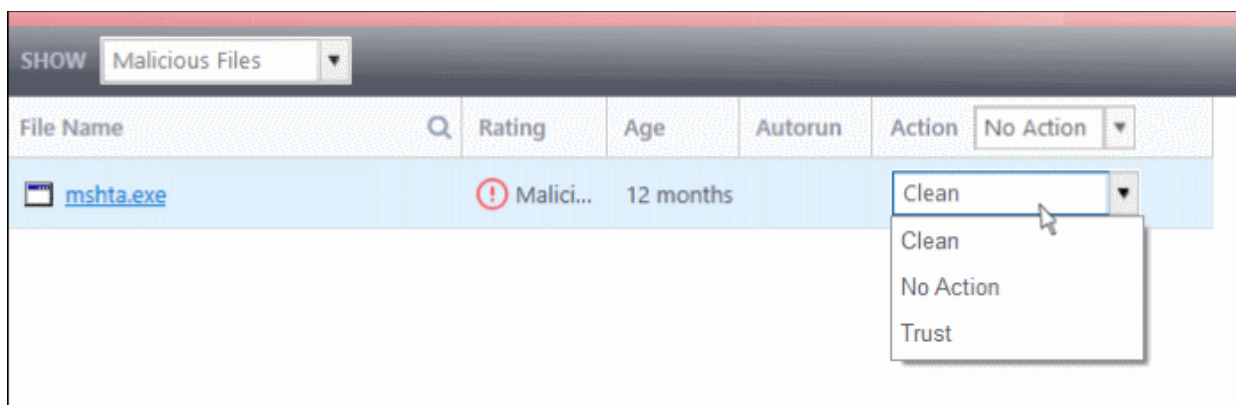 SHOW Malicious Files
File Name Rating Age Autorun Action No Action
mshta.exe Malici... 12 months Clean
Clean
No Action
Trust